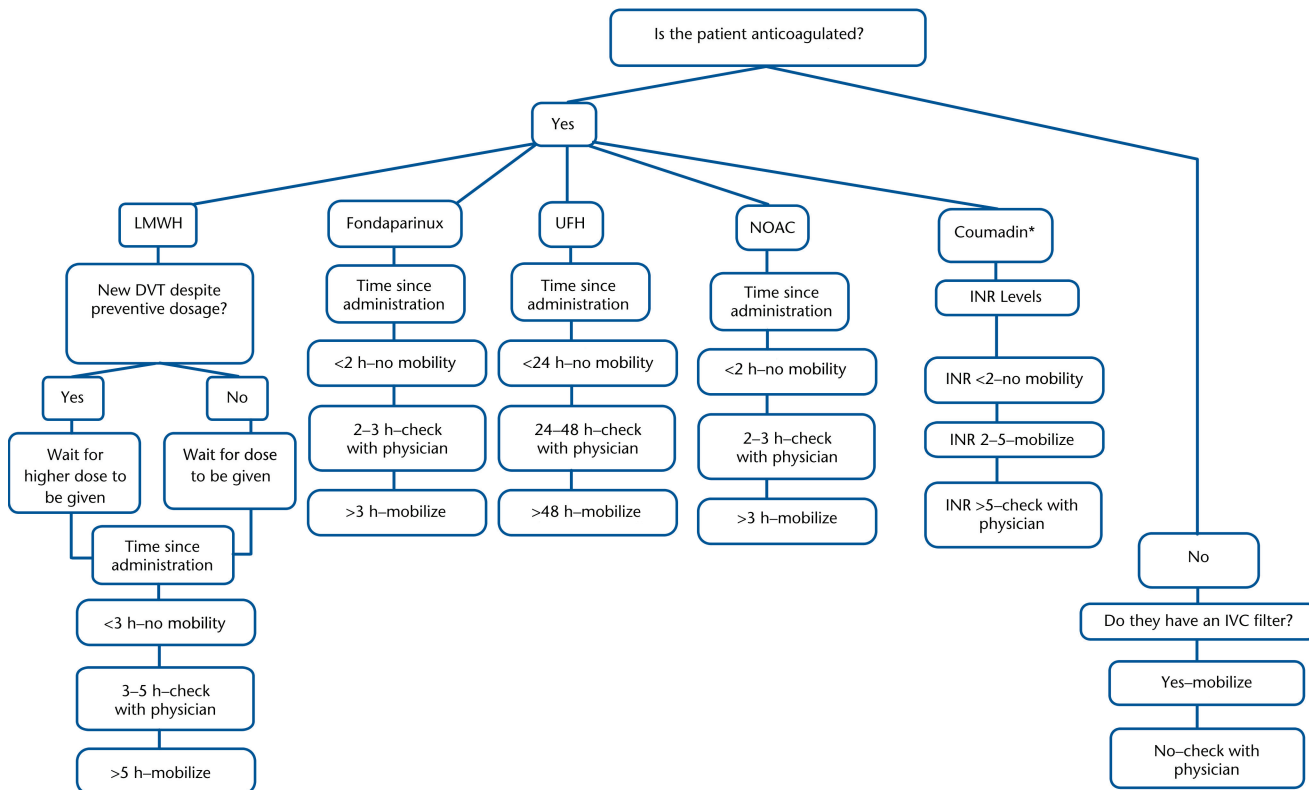 Is the patient anticoagulated?
Yes
LMWH
New DVT despite
preventive dosage?
Yes
No
Wait for
higher dose to
be given
Wait for dose
to be given
Time since
administration
<3 h–no mobility
3–5 h–check
with physician
>5 h–mobilize
Fondaparinux
Time since
administration
<2 h–no mobility
2–3 h–check
with physician
>3 h–mobilize
UFH
Time since
administration
<24 h–no mobility
24–48 h–check
with physician
>48 h–mobilize
NOAC
Time since
administration
<2 h–no mobility
2–3 h–check
with physician
>3 h–mobilize
Coumadin*
INR Levels
INR <2–no mobility
INR 2–5–mobilize
INR >5–check with
physician
No
Do they have an IVC filter?
Yes–mobilize
No–check with
physician